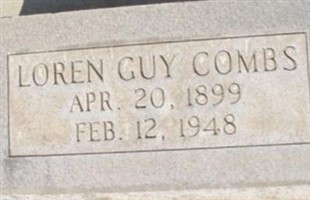 LOREN GUY COMBS
APR. 20, 1899
FEB. 12, 1948